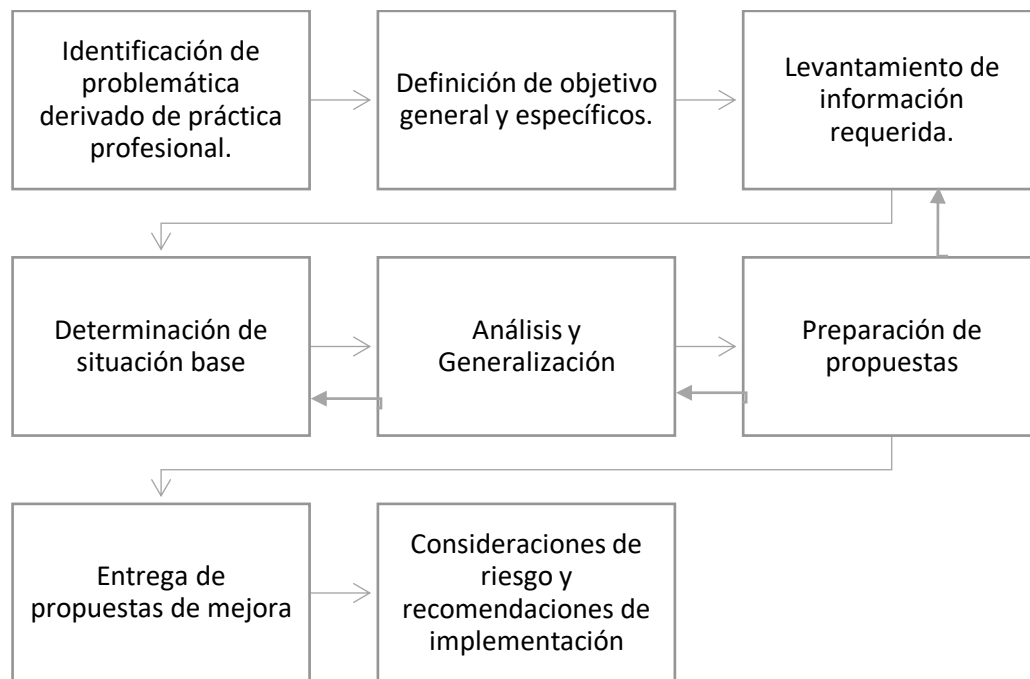 Identificación de
problemática
derivado de práctica
profesional.
Definición de objetivo
general y específicos.
Levantamiento de
información
requerida.
Determinación de
situación base
Análisis y
Generalización
Preparación de
propuestas
Entrega de
propuestas de mejora
Consideraciones de
riesgo y
recomendaciones de
implementación